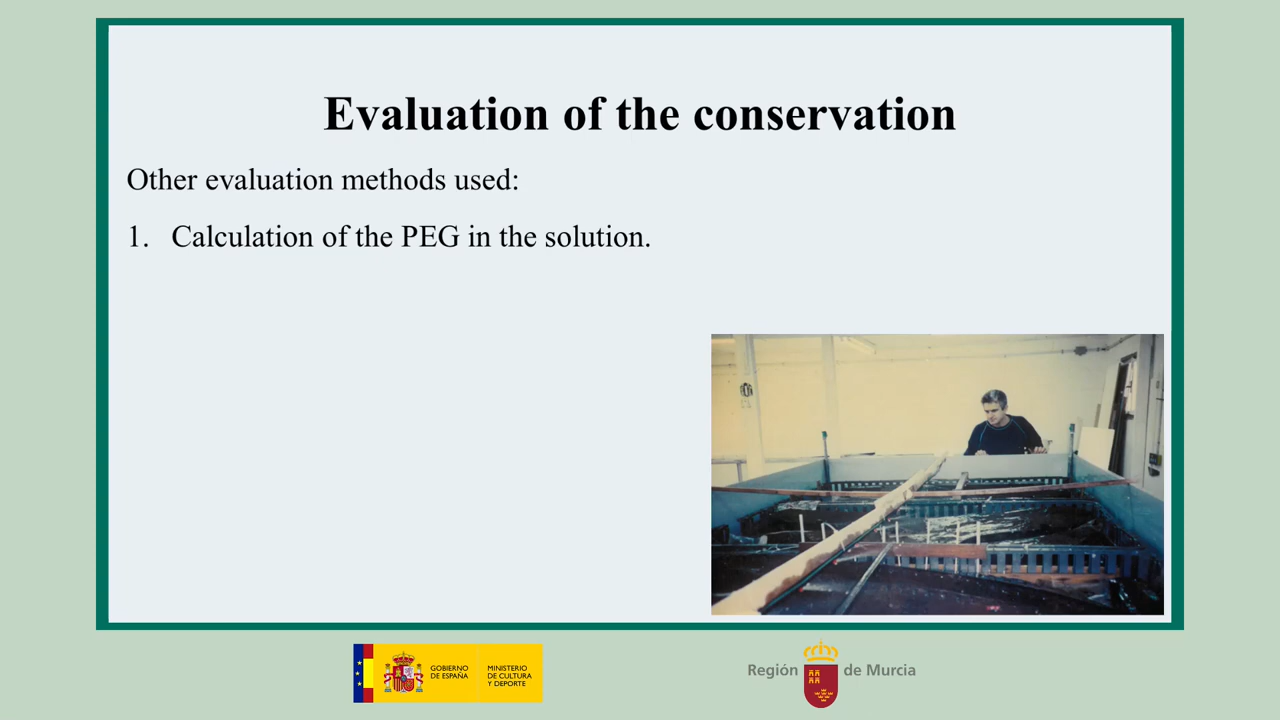 Evaluation of the conservation
Other evaluation methods used:
1. Calculation of the PEG in the solution.
GOBIERNO
DE ESPAÑA
MINISTERIO
DE CULTURA
Y DEPORTE
Región de Murcia